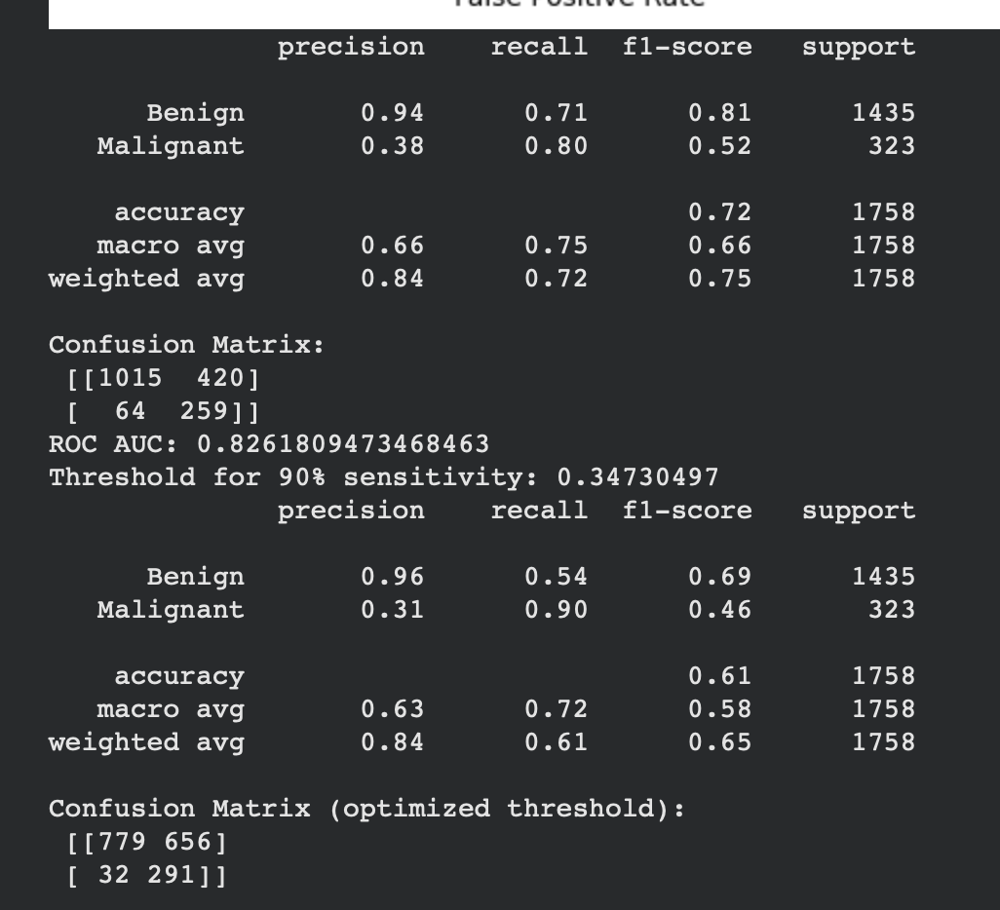 False Positive Rate
precision recall f1-score support
Benign 0.94 0.71 0.81 1435
Malignant 0.38 0.80 0.52 323
accuracy 0.72 1758
macro avg 0.66 0.75 0.66 1758
weighted avg 0.84 0.72 0.75 1758
Confusion Matrix:
[[1015 420]
[ 64 259]]
ROC AUC: 0.8261809473468463
Threshold for 90% sensitivity: 0.34730497
precision recall f1-score support
Benign 0.96 0.54 0.69 1435
Malignant 0.31 0.90 0.46 323
accuracy 0.61 1758
macro avg 0.63 0.72 0.58 1758
weighted avg 0.84 0.61 0.65 1758
Confusion Matrix (optimized threshold):
[[779 656]
[ 32 291]]